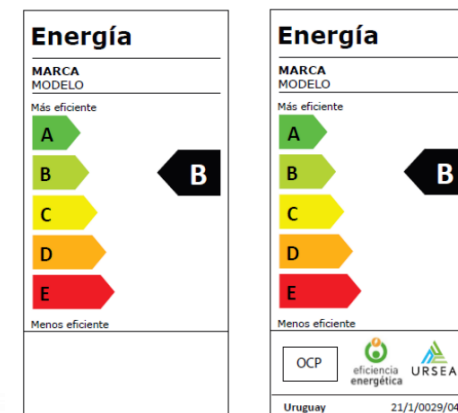 Energía
MARCA
MODELO
Más eficiente
A
B
B
C
D
E
Menos eficiente
Energía
MARCA
MODELO
Más eficiente
A
B
B
C
D
E
Menos eficiente
OCP
eficiencia
energética
URSEA
Uruguay 21/1/0029/04